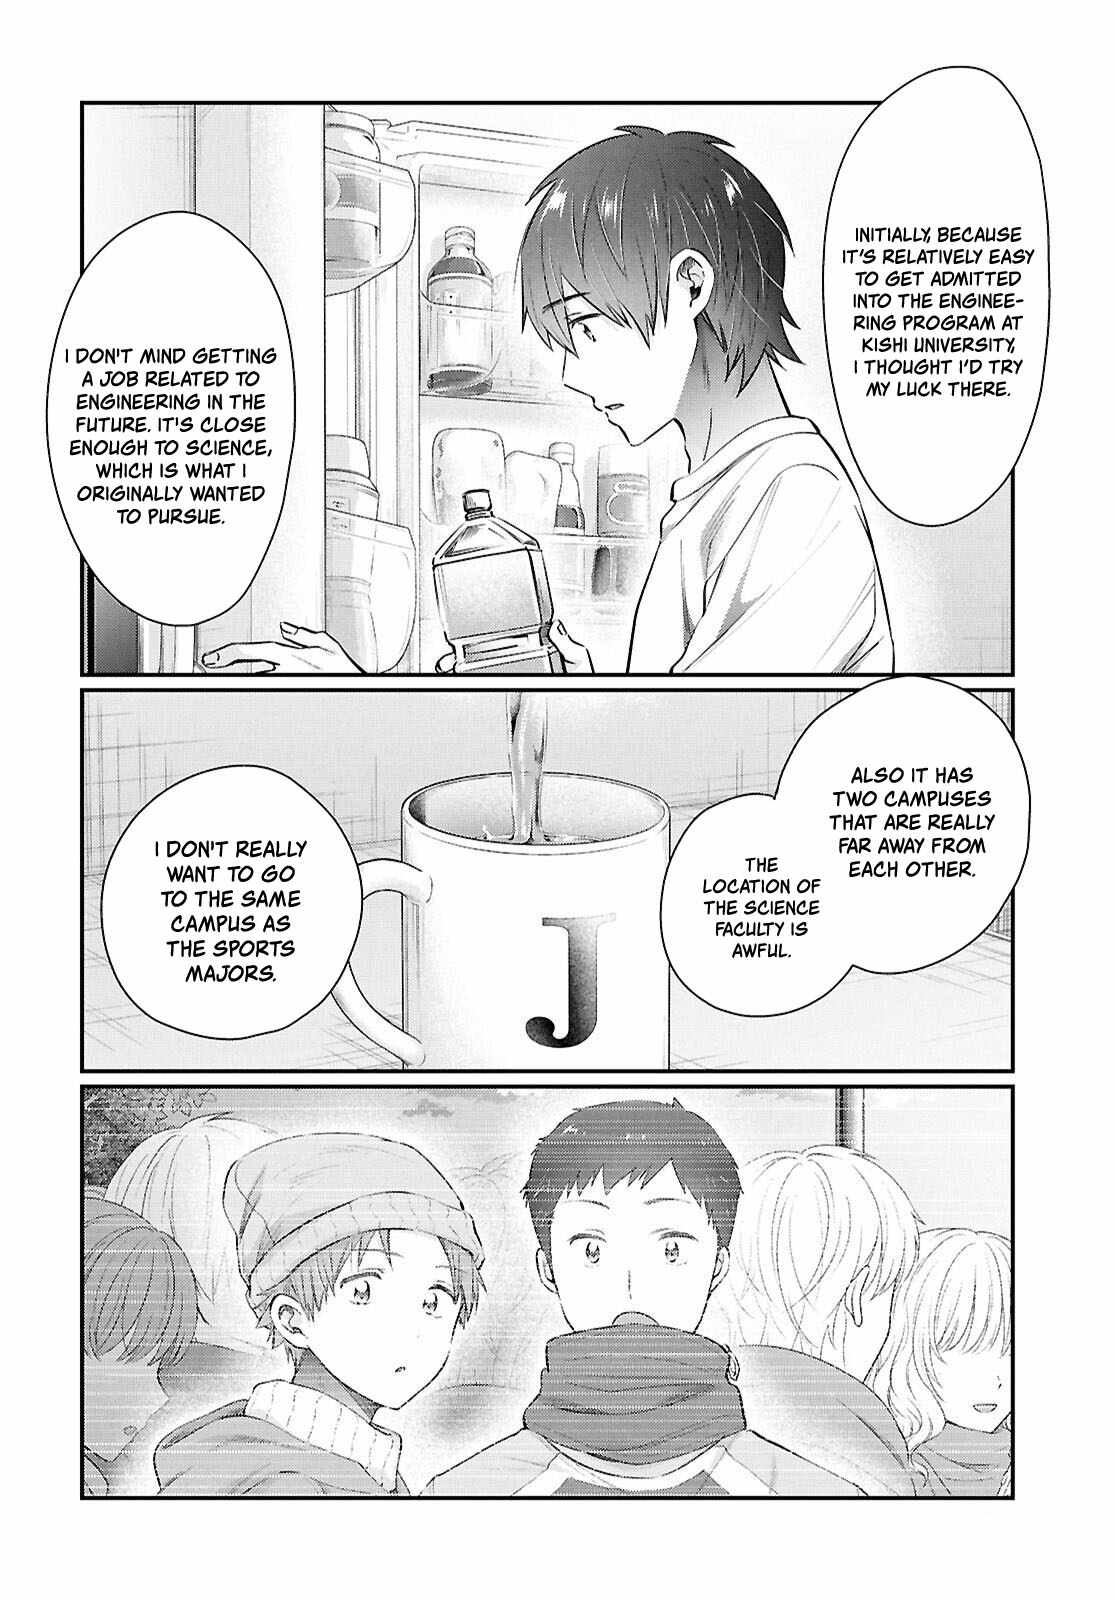 INITIALLY, BECAUSE
IT'S RELATIVELY EASY
TO GET ADMITTED
INTO THE ENGINEE-
RING PROGRAM AT
KISHI UNIVERSITY,
I THOUGHT I'D TRY
MY LUCK THERE.
I DON'T MIND GETTING
A JOB RELATED TO
ENGINEERING IN THE
FUTURE. IT'S CLOSE
ENOUGH TO SCIENCE,
WHICH IS WHAT I
ORIGINALLY WANTED
TO PURSUE.
ALSO IT HAS
TWO CAMPUSES
THAT ARE REALLY
FAR AWAY FROM
EACH OTHER.
THE
LOCATION OF
THE SCIENCE
FACULTY IS
AWFUL.
J
I DON'T REALLY
WANT TO GO
TO THE SAME
CAMPUS AS
THE SPORTS
MAJORS.